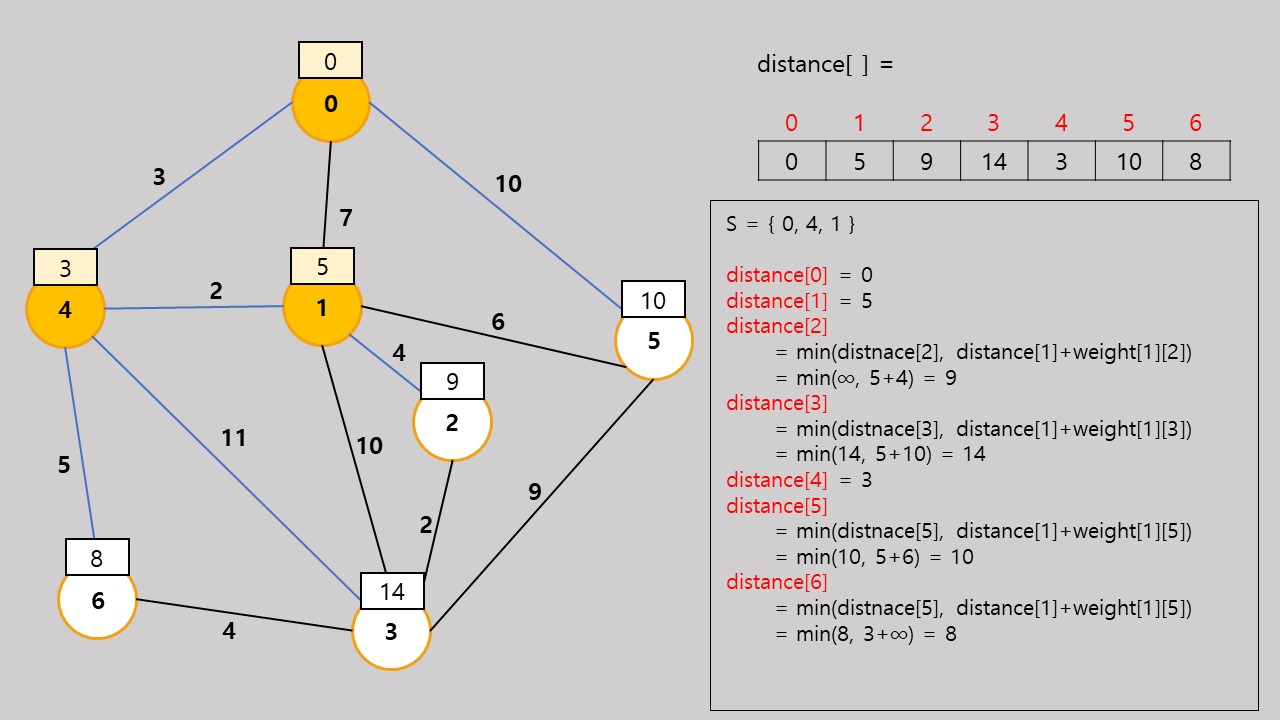 distance[ ] =
0 1 2 3 4 5 6
0 5 9 14 3 10 8
S = { 0, 4, 1 }
distance[0] = 0
distance[1] = 5
distance[2]
= min(distnace[2], distance[1]+weight[1][2])
= min(∞, 5+4) = 9
distance[3]
= min(distnace[3], distance[1]+weight[1][3])
= min(14, 5+10) = 14
distance[4] = 3
distance[5]
= min(distnace[5], distance[1]+weight[1][5])
= min(10, 5+6) = 10
distance[6]
= min(distnace[5], distance[1]+weight[1][5])
= min(8, 3+∞) = 8
0
0
3
10
7
3
4
2
5
1
6
10
5
4
9
2
11
10
5
2
9
8
6
4
14
3